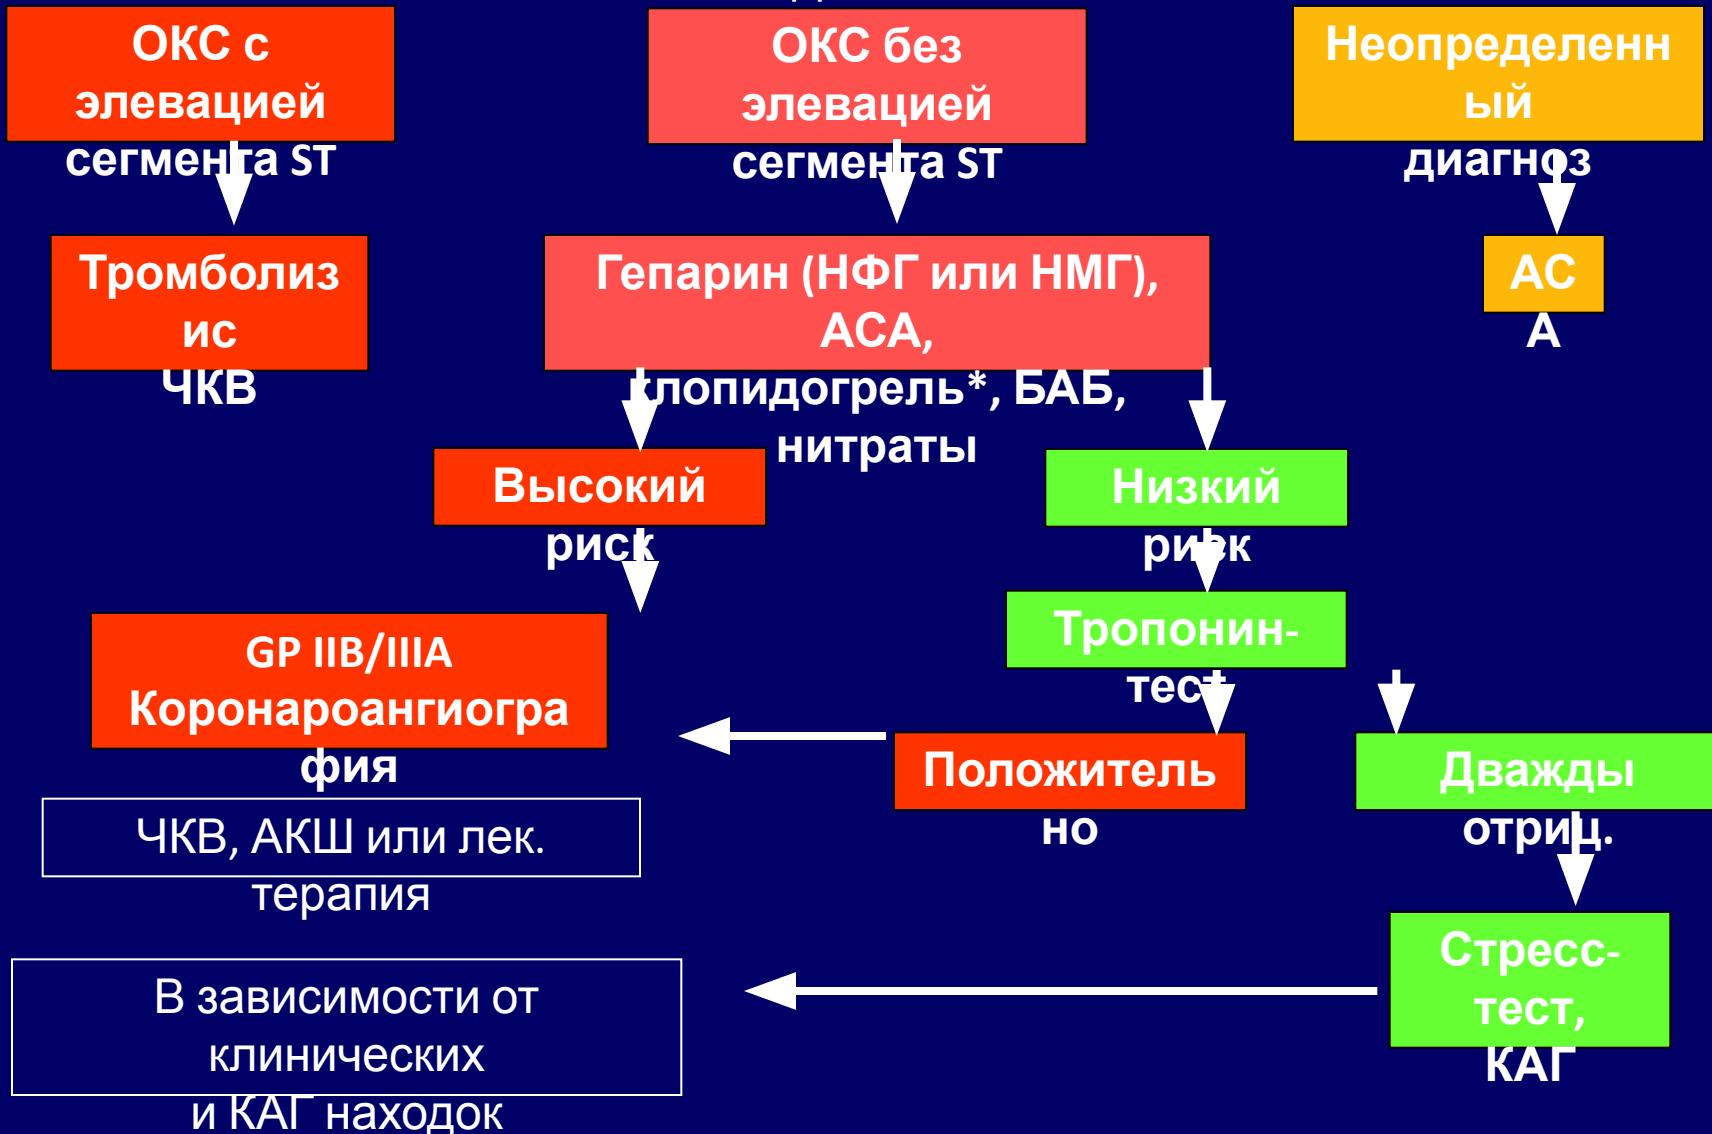 ОКС с
элевацией
сегмента ST
ОКС без
элевацией
сегмента ST
Неопределенн
ый
диагноз
Тромболиз
ис
ЧКВ
Гепарин (НФГ или НМГ),
АСА,
клопидогрель*, БАБ,
нитраты
АС
А
Высокий
риск
Низкий
риск
Тропонин-
тест
GP IIB/IIIA
Коронароангиогра
фия
Положитель
но
Дважды
отриц.
ЧКВ, АКШ или лек.
терапия
Стресс-
тест,
КАГ
В зависимости от
клинических
и КАГ находок